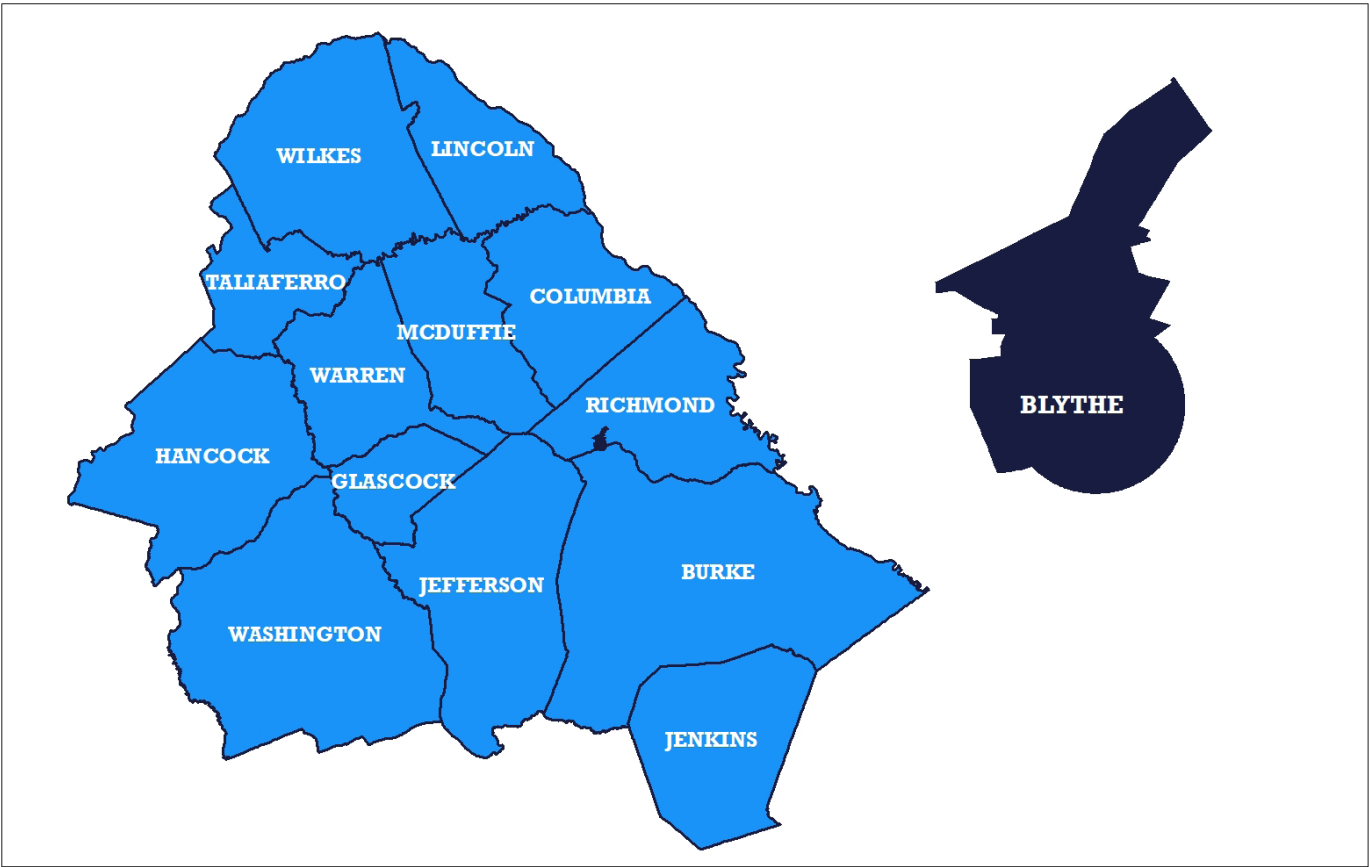 WILKES
LINCOLN
TALIAFERRO
COLUMBIA
MCDUFFIE
WARREN
RICHMOND
BLYTHE
HANCOCK
GLASCOCK
BURKE
JEFFERSON
WASHINGTON
JENKINS